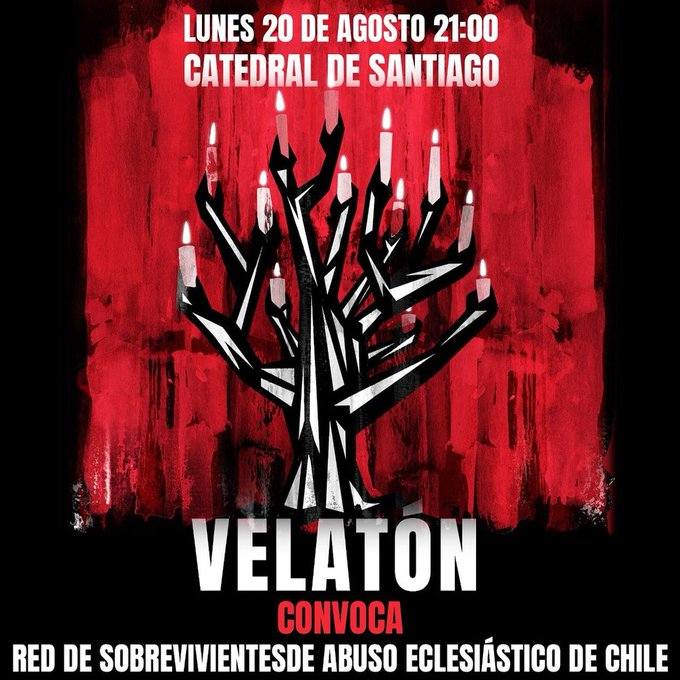 LUNES 20 DE AGOSTO 21:00
CATEDRAL DE SANTIAGO
VELATÓN
CONVOCA
RED DE SOBREVIVIENTESDE ABUSO ECLESIÁSTICO DE CHILE